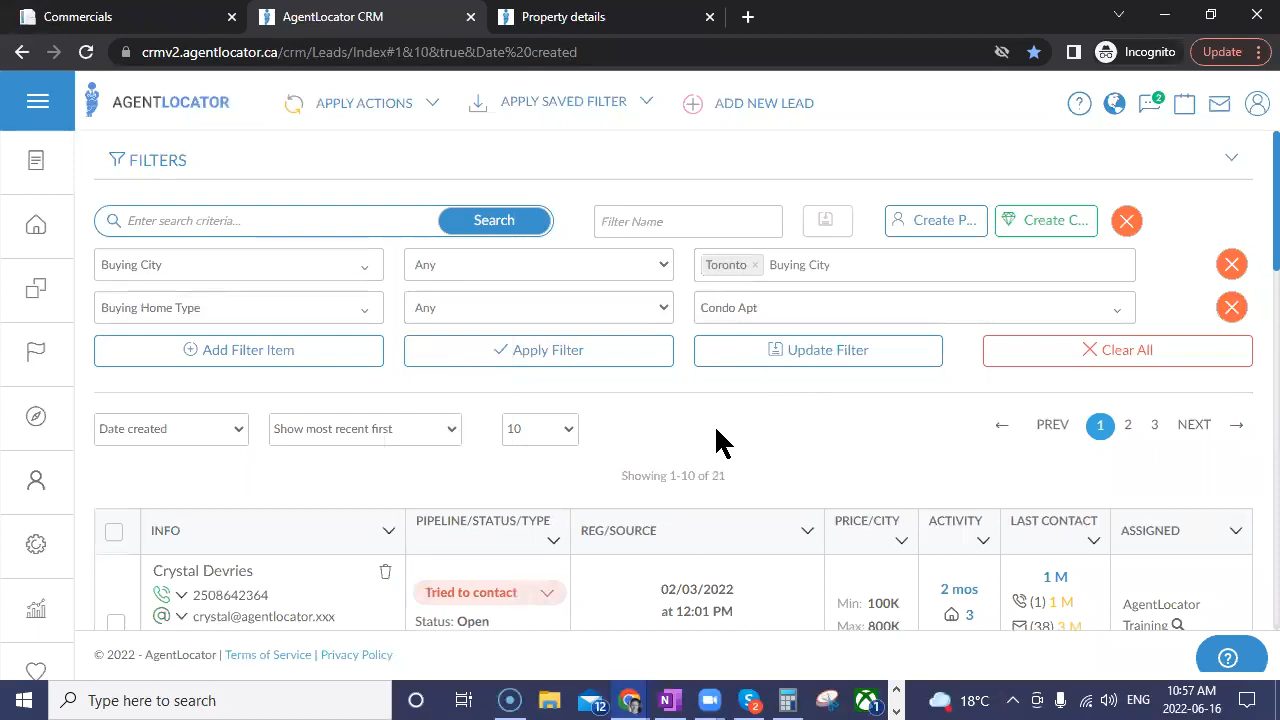 Commercials
AgentLocator CRM
Property details
crmv2.agentlocator.ca/crm/Leads/Index#1&10&true&Date%20created
Incognito
Update
AGENTLOCATOR
APPLY ACTIONS
APPLY SAVED FILTER
ADD NEW LEAD
2
FILTERS
Enter search criteria...
Search
Filter Name
Create P...
Create C...
Buying City
Any
Toronto × Buying City
Buying Home Type
Any
Condo Apt
Add Filter Item
Apply Filter
Update Filter
Clear All
Date created
Show most recent first
10
← PREV 1 2 3 NEXT →
Showing 1-10 of 21
INFO
PIPELINE/STATUS/TYPE
REG/SOURCE
PRICE/CITY
ACTIVITY
LAST CONTACT
ASSIGNED
Crystal Devries
2508642364
crystal@agentlocator.xxx
Tried to contact
Status: Open
02/03/2022
at 12:01 PM
Min: 100K
Max: 800K
2 mos
3
1 M
(1) 1 M
(38) 3 M
AgentLocator
Training
© 2022 - AgentLocator | Terms of Service | Privacy Policy
Type here to search
12
2
1
18°C
ENG
10:57 AM
2022-06-16